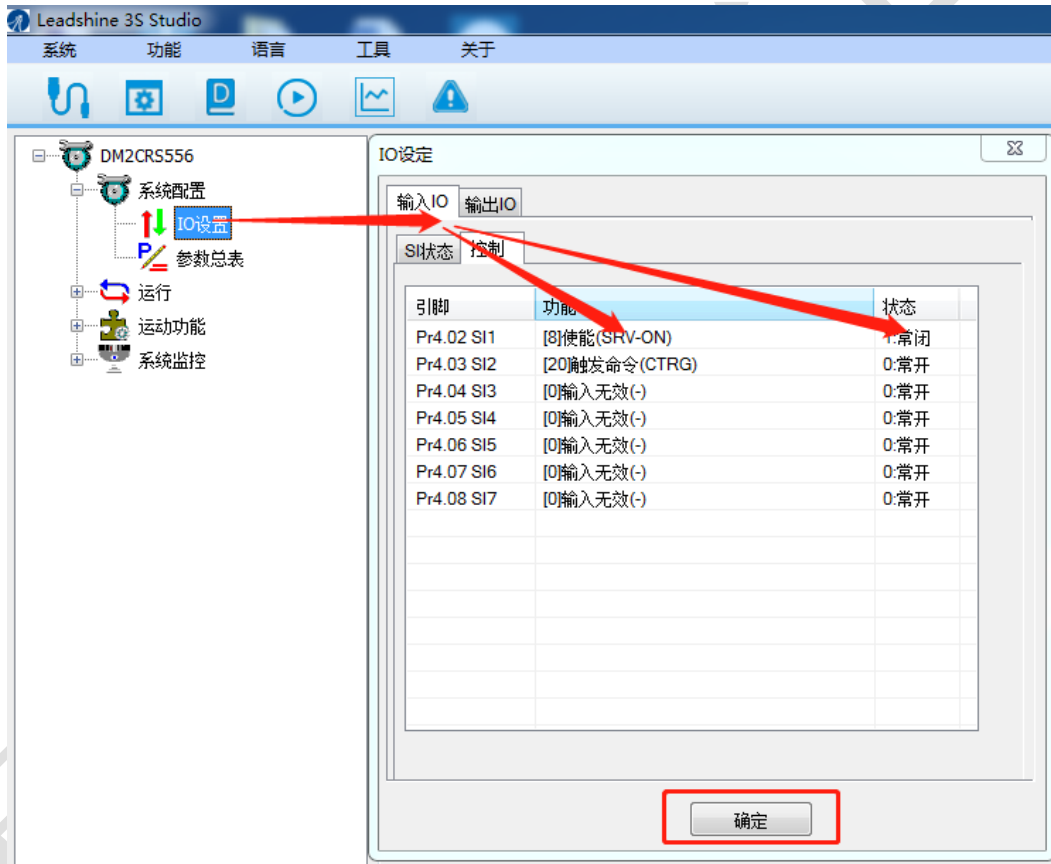 Leadshine 3S Studio
系统 功能 语言 工具 关于
DM2CRS556
系统配置
IO设置
参数总表
运行
运动功能
系统监控
IO设定
输入IO 输出IO
SI状态 控制
引脚 功能 状态
Pr4.02 SI1 [8]使能(SRV-ON) 1:常闭
Pr4.03 SI2 [20]触发命令(CTRG) 0:常开
Pr4.04 SI3 [0]输入无效(-) 0:常开
Pr4.05 SI4 [0]输入无效(-) 0:常开
Pr4.06 SI5 [0]输入无效(-) 0:常开
Pr4.07 SI6 [0]输入无效(-) 0:常开
Pr4.08 SI7 [0]输入无效(-) 0:常开
确定